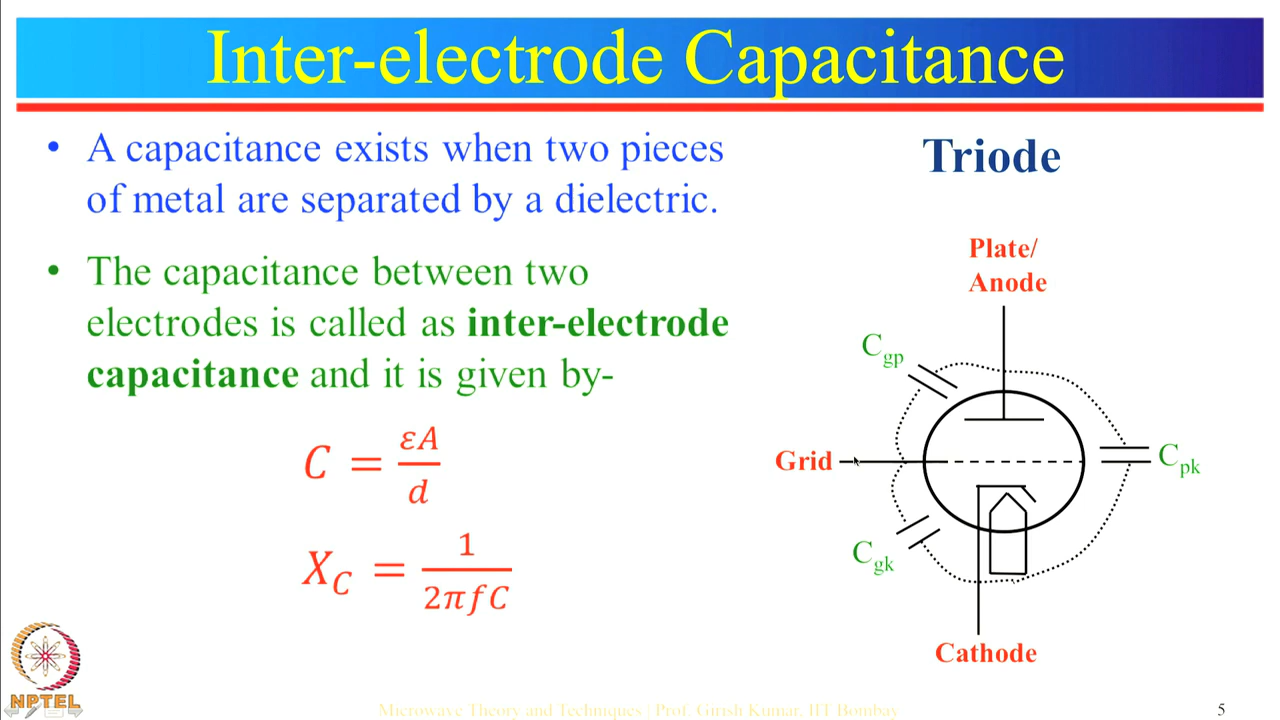 Inter-electrode Capacitance
• A capacitance exists when two pieces
of metal are separated by a dielectric.
• The capacitance between two
electrodes is called as inter-electrode
capacitance and it is given by-
C = εA/d
X_C = 1/2πfC
Triode
Plate/
Anode
C_gp
Grid
C_pk
C_gk
Cathode
NPTEL
Microwave Theory and Techniques | Prof. Girish Kumar, IIT Bombay
5